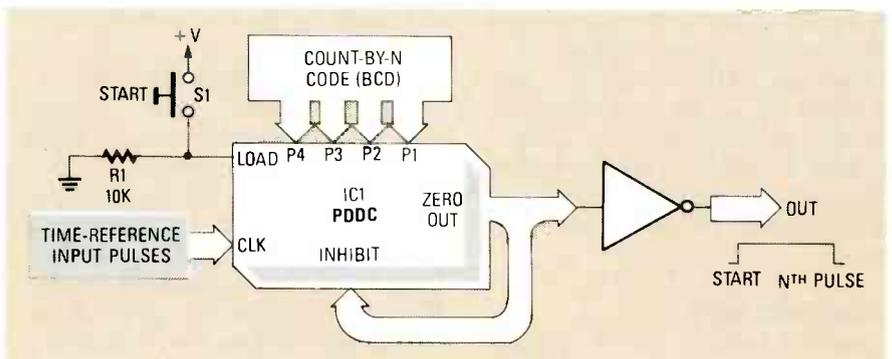 +V
START
S1
R1
10K
COUNT-BY-N
CODE (BCD)
LOAD P4 P3 P2 P1
IC1
PDDC
ZERO
OUT
CLK
INHIBIT
TIME-REFERENCE
INPUT PULSES
OUT
START NTH PULSE